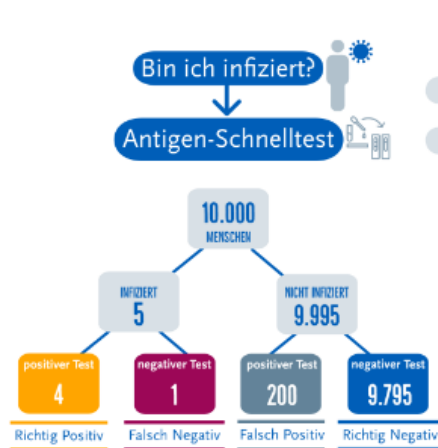 Bin ich infiziert?
Antigen-Schnelltest
10.000
MENSCHEN
INFIZIERT
5
NICHT INFIZIERT
9.995
positiver Test
4
negativer Test
1
positiver Test
200
negativer Test
9.795
Richtig Positiv
Falsch Negativ
Falsch Positiv
Richtig Negativ